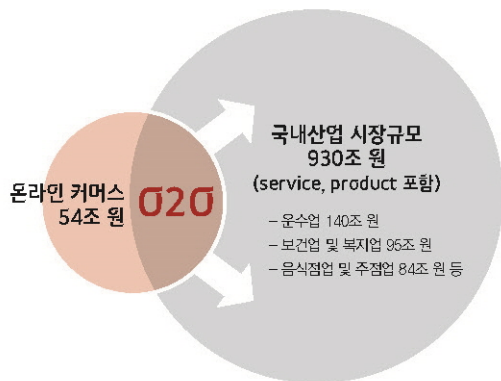 온라인 커머스
54조 원
σ2σ
국내산업 시장규모
930조 원
(service, product 포함)
– 운수업 140조 원
– 보건업 및 복지업 95조 원
– 음식점업 및 주점업 84조 원 등